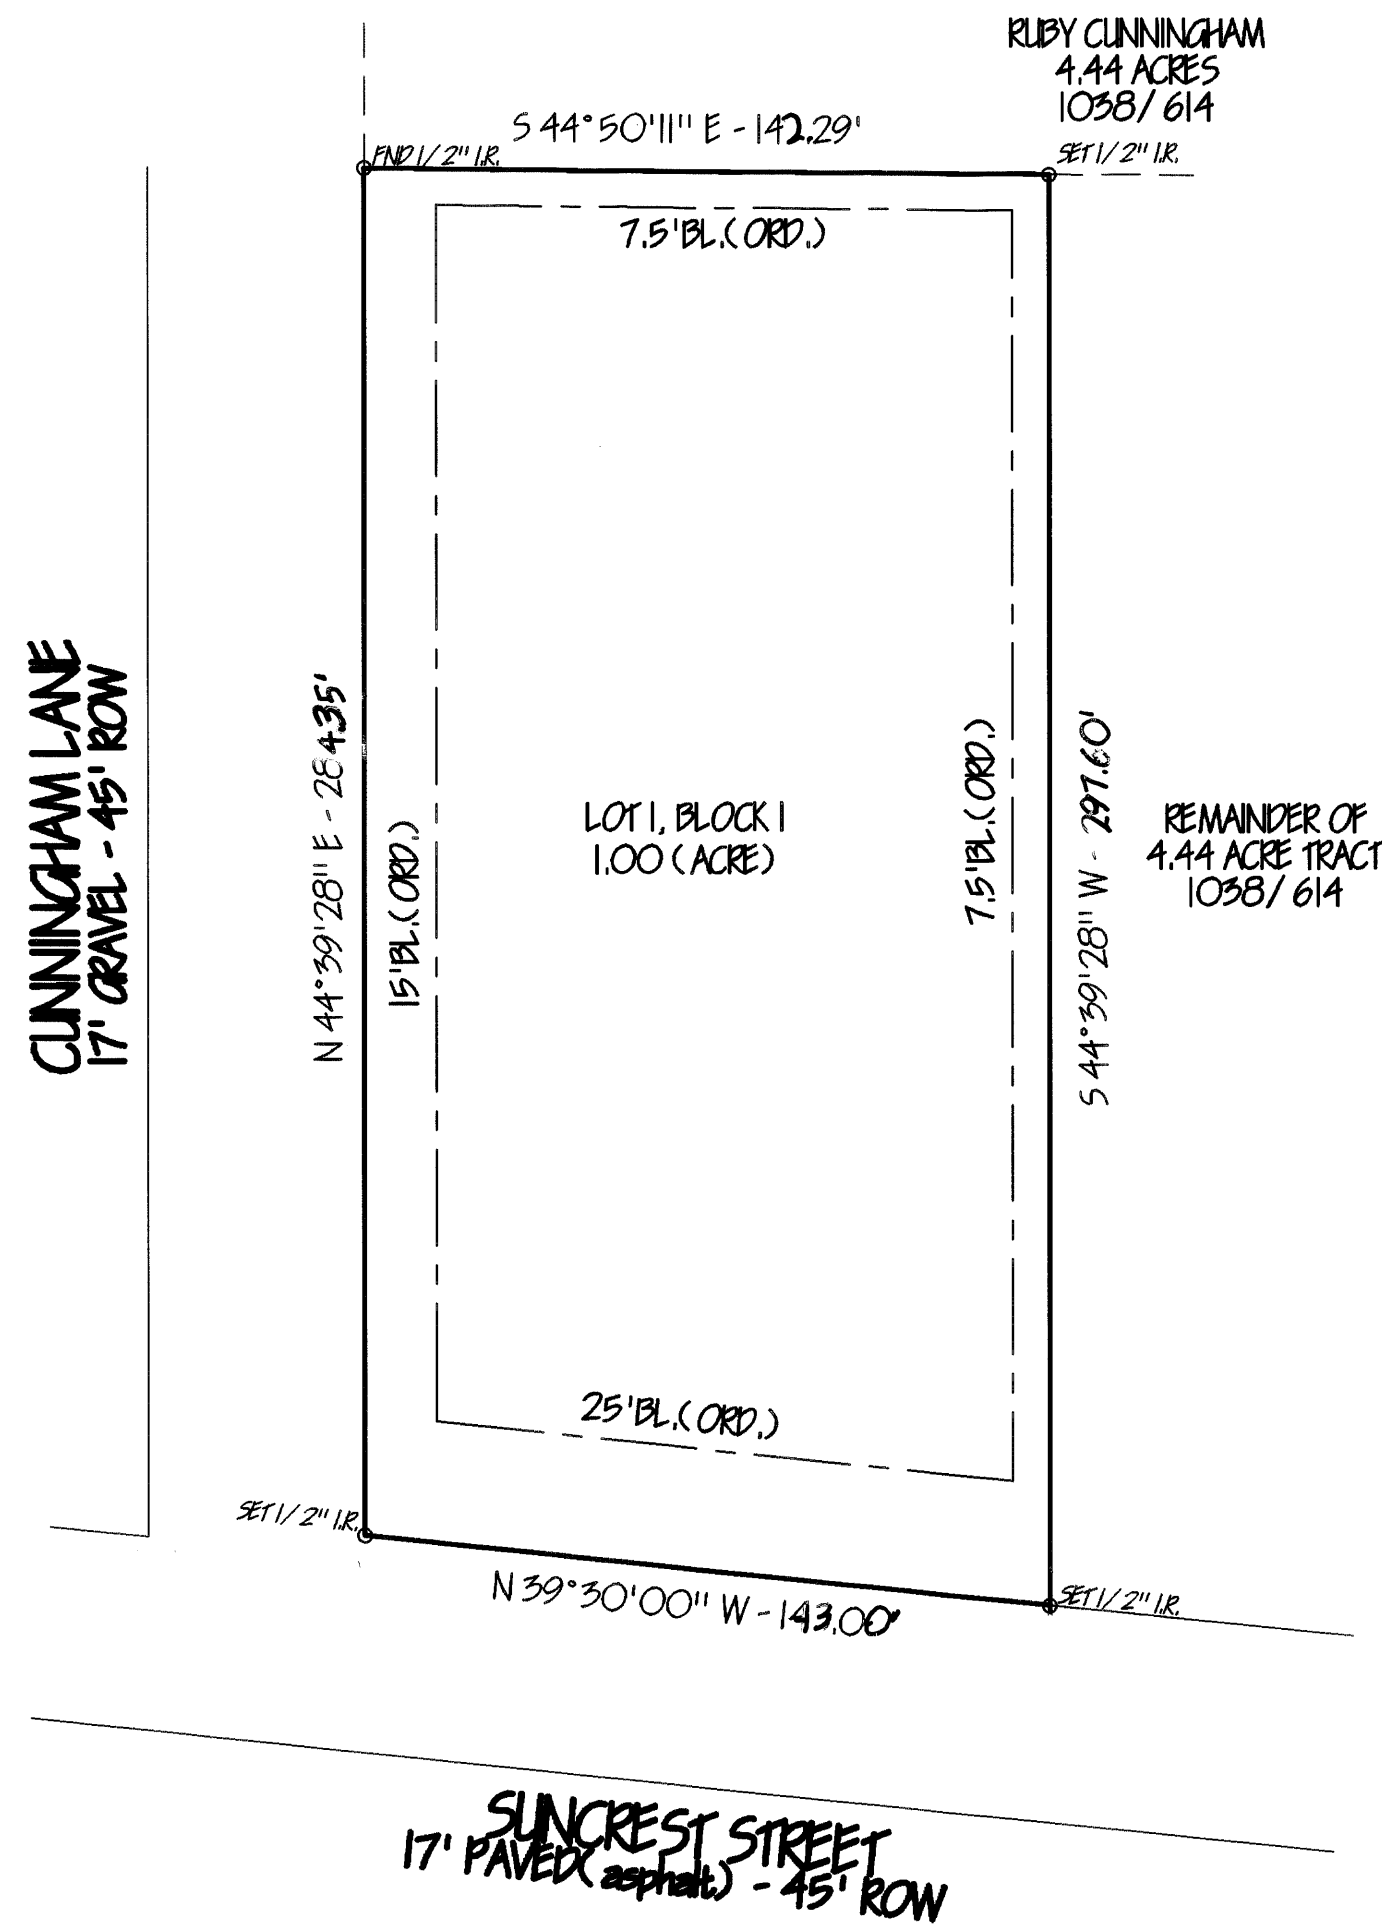 RUBY CUNNINGHAM
4.44 ACRES
1038/614
S 44°50'11" E - 142.29'
FND 1/2" I.R.
SET 1/2" I.R.
7.5' BL.(ORD.)
CUNNINGHAM LANE
17' GRAVEL - 45' ROW
N 44°39'28" E - 284.35'
15' BL.(ORD.)
LOT 1, BLOCK 1
1.00 (ACRE)
7.5' BL.(ORD.)
S 44°39'28" W - 297.60'
REMAINDER OF
4.44 ACRE TRACT
1038/614
25' BL.(ORD.)
SET 1/2" I.R.
N 39°30'00" W - 143.00'
SET 1/2" I.R.
SUNCREST STREET
17' PAVED(asphalt) - 45' ROW